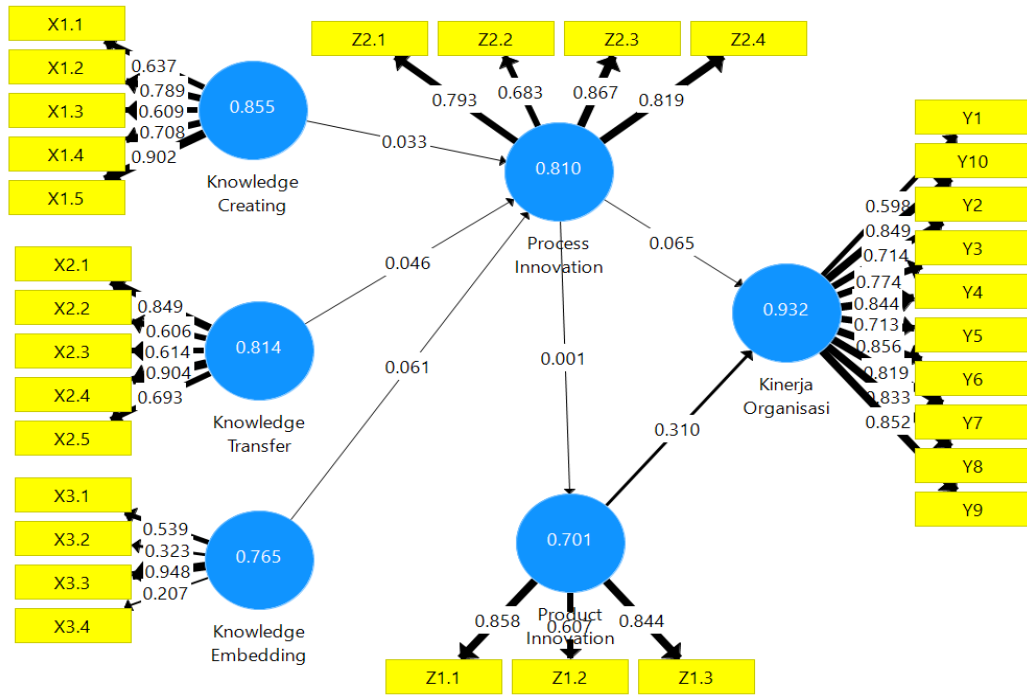 X1.1
X1.2
X1.3
X1.4
X1.5
0.637
0.789
0.609
0.708
0.902
0.855
Knowledge
Creating
Z2.1
Z2.2
Z2.3
Z2.4
0.793
0.683
0.867
0.819
0.033
0.810
Process
Innovation
X2.1
X2.2
X2.3
X2.4
X2.5
0.849
0.606
0.614
0.904
0.693
0.814
Knowledge
Transfer
0.046
0.061
0.001
0.065
0.310
X3.1
X3.2
X3.3
X3.4
0.539
0.323
0.948
0.207
0.765
Knowledge
Embedding
0.701
Product
Innovation
0.858
0.607
0.844
Z1.1
Z1.2
Z1.3
0.932
Kinerja
Organisasi
0.598
0.849
0.714
0.774
0.844
0.713
0.856
0.819
0.833
0.852
Y1
Y10
Y2
Y3
Y4
Y5
Y6
Y7
Y8
Y9